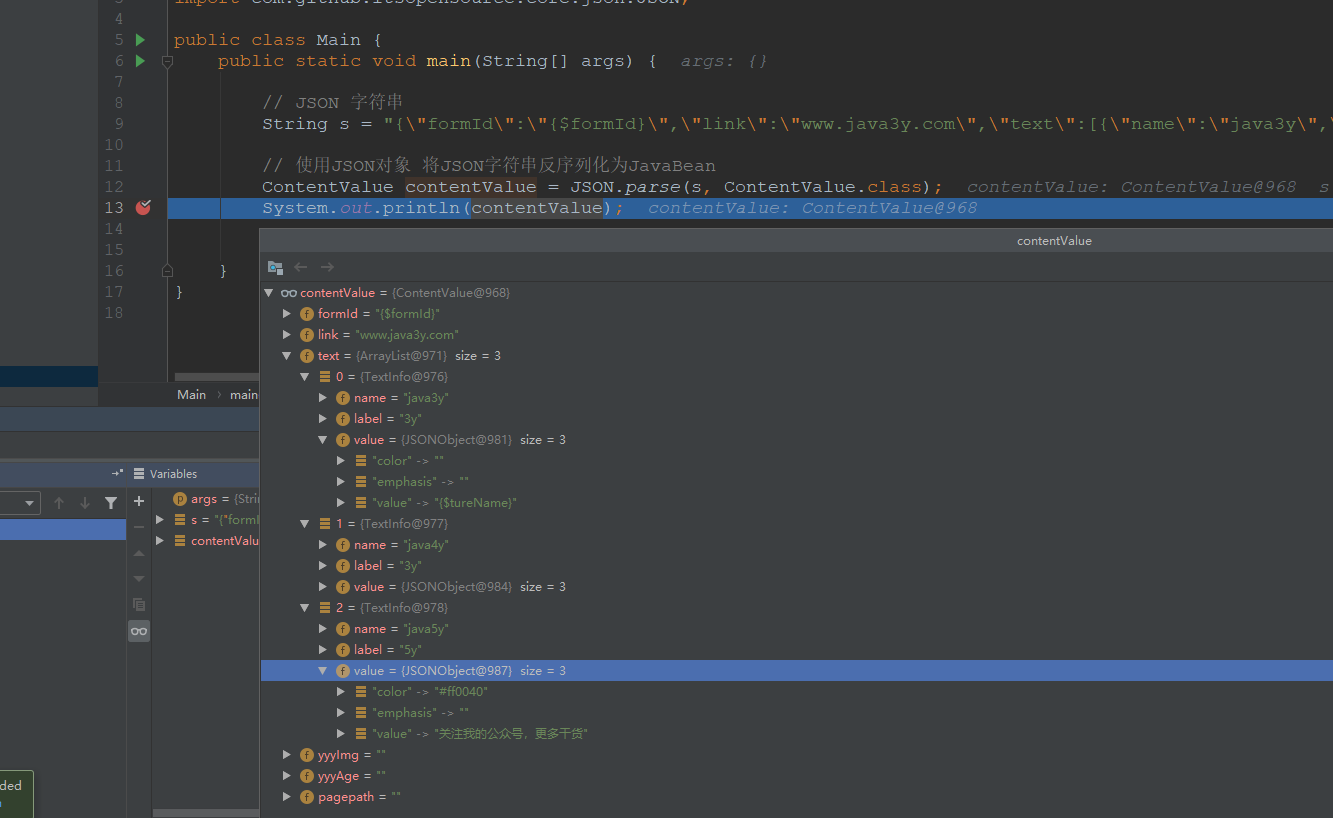 3 import com.github.itsopensource.core.json.JSON;
4
5 public class Main {
6 public static void main(String[] args) { args: {}
7
8 // JSON 字符串
9 String s = "{\"formId\":\"{$formId}\",\"link\":\"www.java3y.com\",\"text\":[{\"name\":\"java3y\",\
10
11 // 使用JSON对象 将JSON字符串反序列化为JavaBean
12 ContentValue contentValue = JSON.parse(s, ContentValue.class); contentValue: ContentValue@968 s
13 System.out.println(contentValue); contentValue: ContentValue@968
14
15
16 }
17 }
18
contentValue
contentValue = {ContentValue@968}
formId = "{$formId}"
link = "www.java3y.com"
text = {ArrayList@971} size = 3
0 = {TextInfo@976}
name = "java3y"
label = "3y"
value = {JSONObject@981} size = 3
"color" -> ""
"emphasis" -> ""
"value" -> "{$tureName}"
1 = {TextInfo@977}
name = "java4y"
label = "3y"
value = {JSONObject@984} size = 3
2 = {TextInfo@978}
name = "java5y"
label = "5y"
value = {JSONObject@987} size = 3
"color" -> "#ff0040"
"emphasis" -> ""
"value" -> "关注我的公众号，更多干货"
yyyImg = ""
yyyAge = ""
pagepath = ""
Main › main
Variables
args = {Strin
s = "{"formI
contentValu
ded